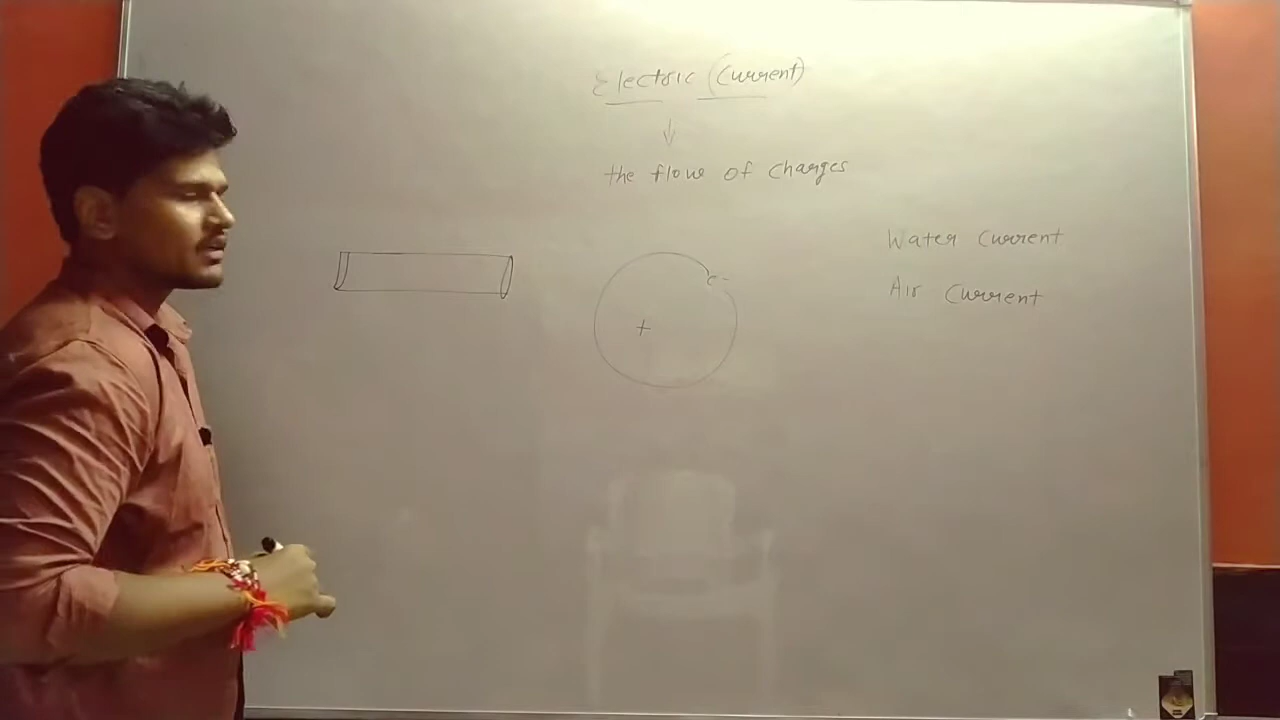 Electric (Current)
the flow of charges
Water Current
Air Current
e-
+